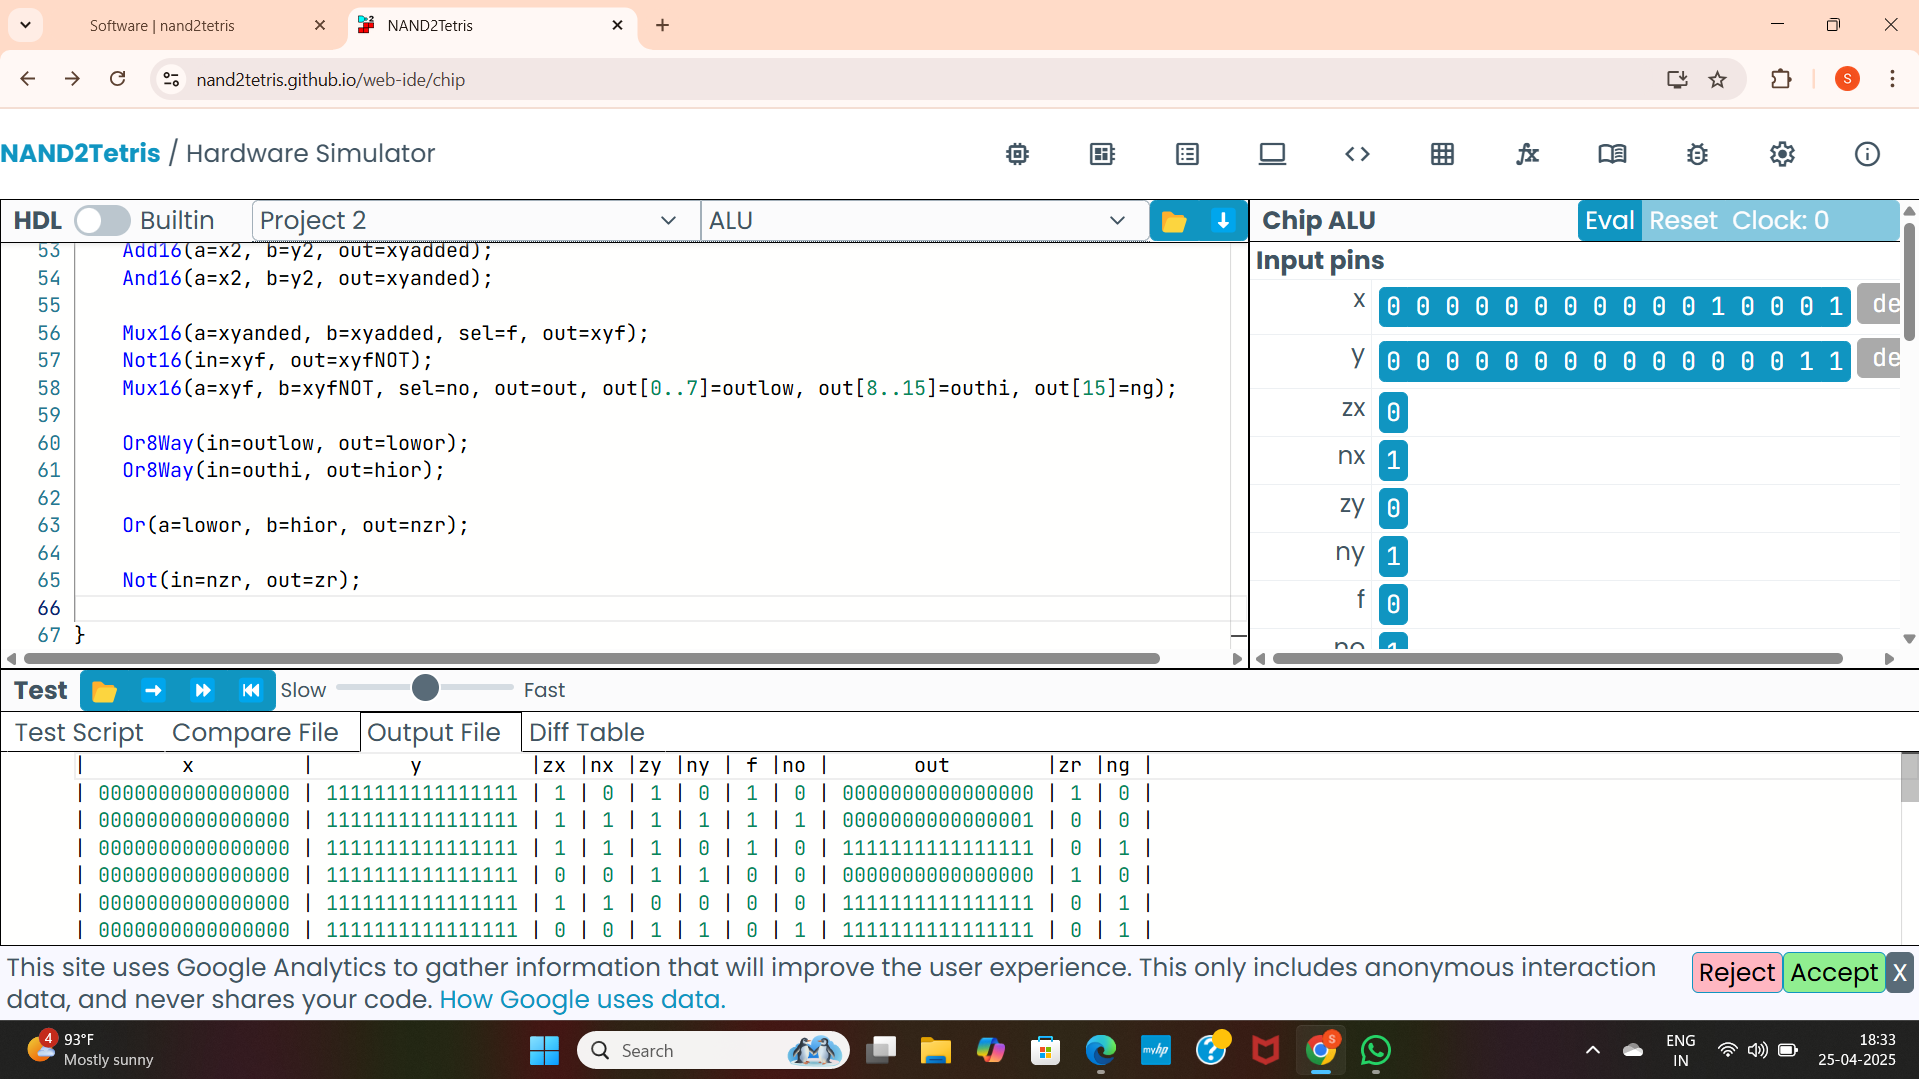 Software | nand2tetris
NAND2Tetris
nand2tetris.github.io/web-ide/chip
S
NAND2Tetris / Hardware Simulator
HDL Builtin Project 2 ALU
Chip ALU Eval Reset Clock: 0
53 Add16(a=x2, b=y2, out=xyadded);
54 And16(a=x2, b=y2, out=xyanded);
55
56 Mux16(a=xyanded, b=xyadded, sel=f, out=xyf);
57 Not16(in=xyf, out=xyfNOT);
58 Mux16(a=xyf, b=xyfNOT, sel=no, out=out, out[0..7]=outlow, out[8..15]=outhi, out[15]=ng);
59
60 Or8Way(in=outlow, out=lowor);
61 Or8Way(in=outhi, out=hior);
62
63 Or(a=lowor, b=hior, out=nzr);
64
65 Not(in=nzr, out=zr);
66
67 }
Input pins
x 0 0 0 0 0 0 0 0 0 0 0 1 0 0 0 1 de
y 0 0 0 0 0 0 0 0 0 0 0 0 0 0 1 1 de
zx 0
nx 1
zy 0
ny 1
f 0
no 1
Test Slow Fast
Test Script Compare File Output File Diff Table
| x | y |zx |nx |zy |ny | f |no | out |zr |ng |
| 0000000000000000 | 1111111111111111 | 1 | 0 | 1 | 0 | 1 | 0 | 0000000000000000 | 1 | 0 |
| 0000000000000000 | 1111111111111111 | 1 | 1 | 1 | 1 | 1 | 1 | 0000000000000001 | 0 | 0 |
| 0000000000000000 | 1111111111111111 | 1 | 1 | 1 | 0 | 1 | 0 | 1111111111111111 | 0 | 1 |
| 0000000000000000 | 1111111111111111 | 0 | 0 | 1 | 1 | 0 | 0 | 0000000000000000 | 1 | 0 |
| 0000000000000000 | 1111111111111111 | 1 | 1 | 0 | 0 | 0 | 0 | 1111111111111111 | 0 | 1 |
| 0000000000000000 | 1111111111111111 | 0 | 0 | 1 | 1 | 0 | 1 | 1111111111111111 | 0 | 1 |
This site uses Google Analytics to gather information that will improve the user experience. This only includes anonymous interaction
data, and never shares your code. How Google uses data.
Reject Accept X
4 93°F
Mostly sunny
Search
myhp
S
ENG
IN
18:33
25-04-2025